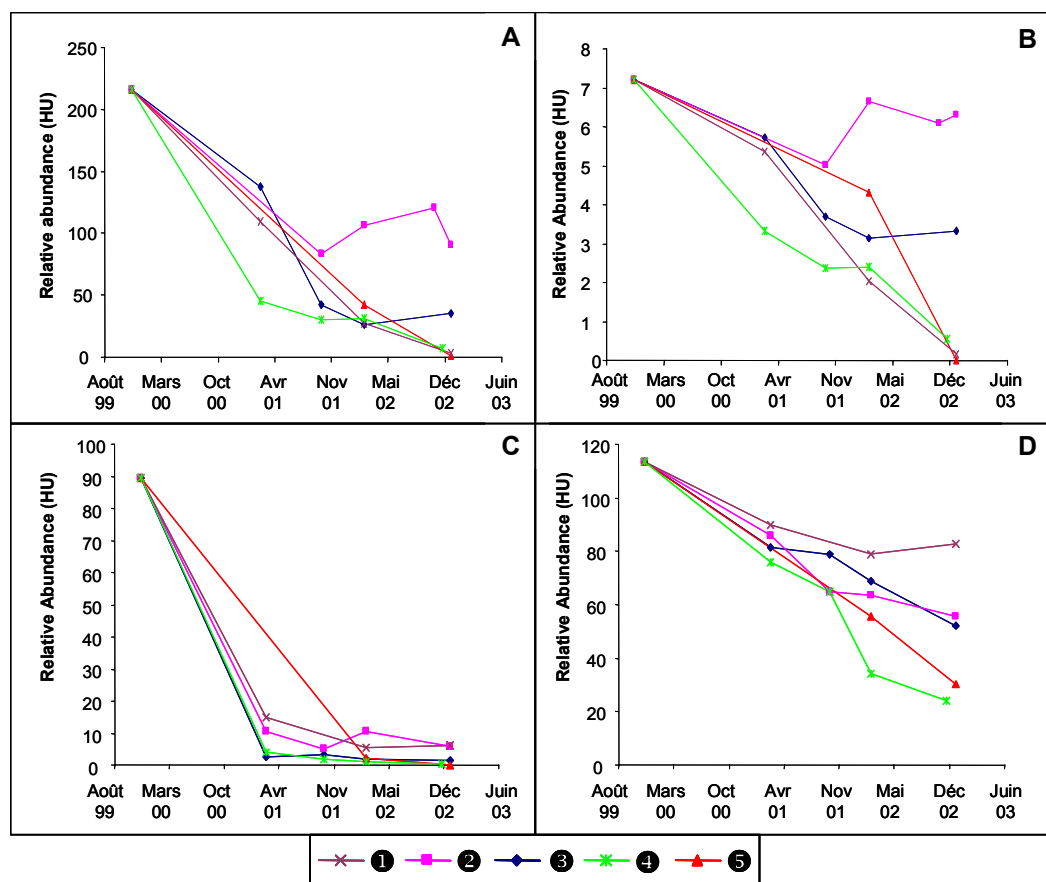 A
Relative abundance (HU)
250
200
150
100
50
0
Août 99
Mars 00
Oct 00
Avr 01
Nov 01
Mai 02
Déc 02
Juin 03
B
Relative Abundance (HU)
8
7
6
5
4
3
2
1
0
Août 99
Mars 00
Oct 00
Avr 01
Nov 01
Mai 02
Déc 02
Juin 03
C
Relative Abundance (HU)
100
90
80
70
60
50
40
30
20
10
0
Août 99
Mars 00
Oct 00
Avr 01
Nov 01
Mai 02
Déc 02
Juin 03
D
Relative Abundance (HU)
120
100
80
60
40
20
0
Août 99
Mars 00
Oct 00
Avr 01
Nov 01
Mai 02
Déc 02
Juin 03
❶ ❷ ❸ ❹ ❺